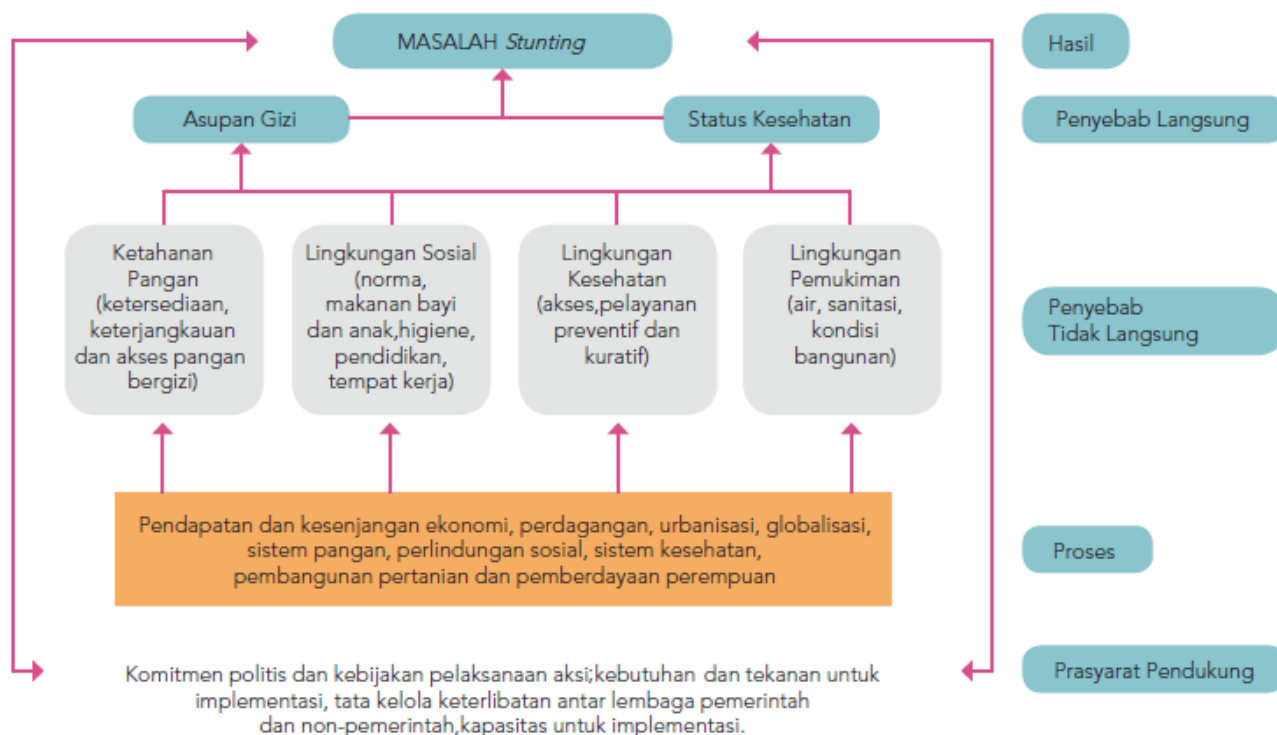 MASALAH Stunting
Hasil
Asupan Gizi
Status Kesehatan
Penyebab Langsung
Ketahanan
Pangan
(ketersediaan,
keterjangkauan
dan akses pangan
bergizi)
Lingkungan Sosial
(norma,
makanan bayi
dan anak,higiene,
pendidikan,
tempat kerja)
Lingkungan
Kesehatan
(akses,pelayanan
preventif dan
kuratif)
Lingkungan
Pemukiman
(air, sanitasi,
kondisi
bangunan)
Penyebab
Tidak Langsung
Pendapatan dan kesenjangan ekonomi, perdagangan, urbanisasi, globalisasi,
sistem pangan, perlindungan sosial, sistem kesehatan,
pembangunan pertanian dan pemberdayaan perempuan
Proses
Komitmen politis dan kebijakan pelaksanaan aksi;kebutuhan dan tekanan untuk
implementasi, tata kelola keterlibatan antar lembaga pemerintah
dan non-pemerintah,kapasitas untuk implementasi.
Prasyarat Pendukung